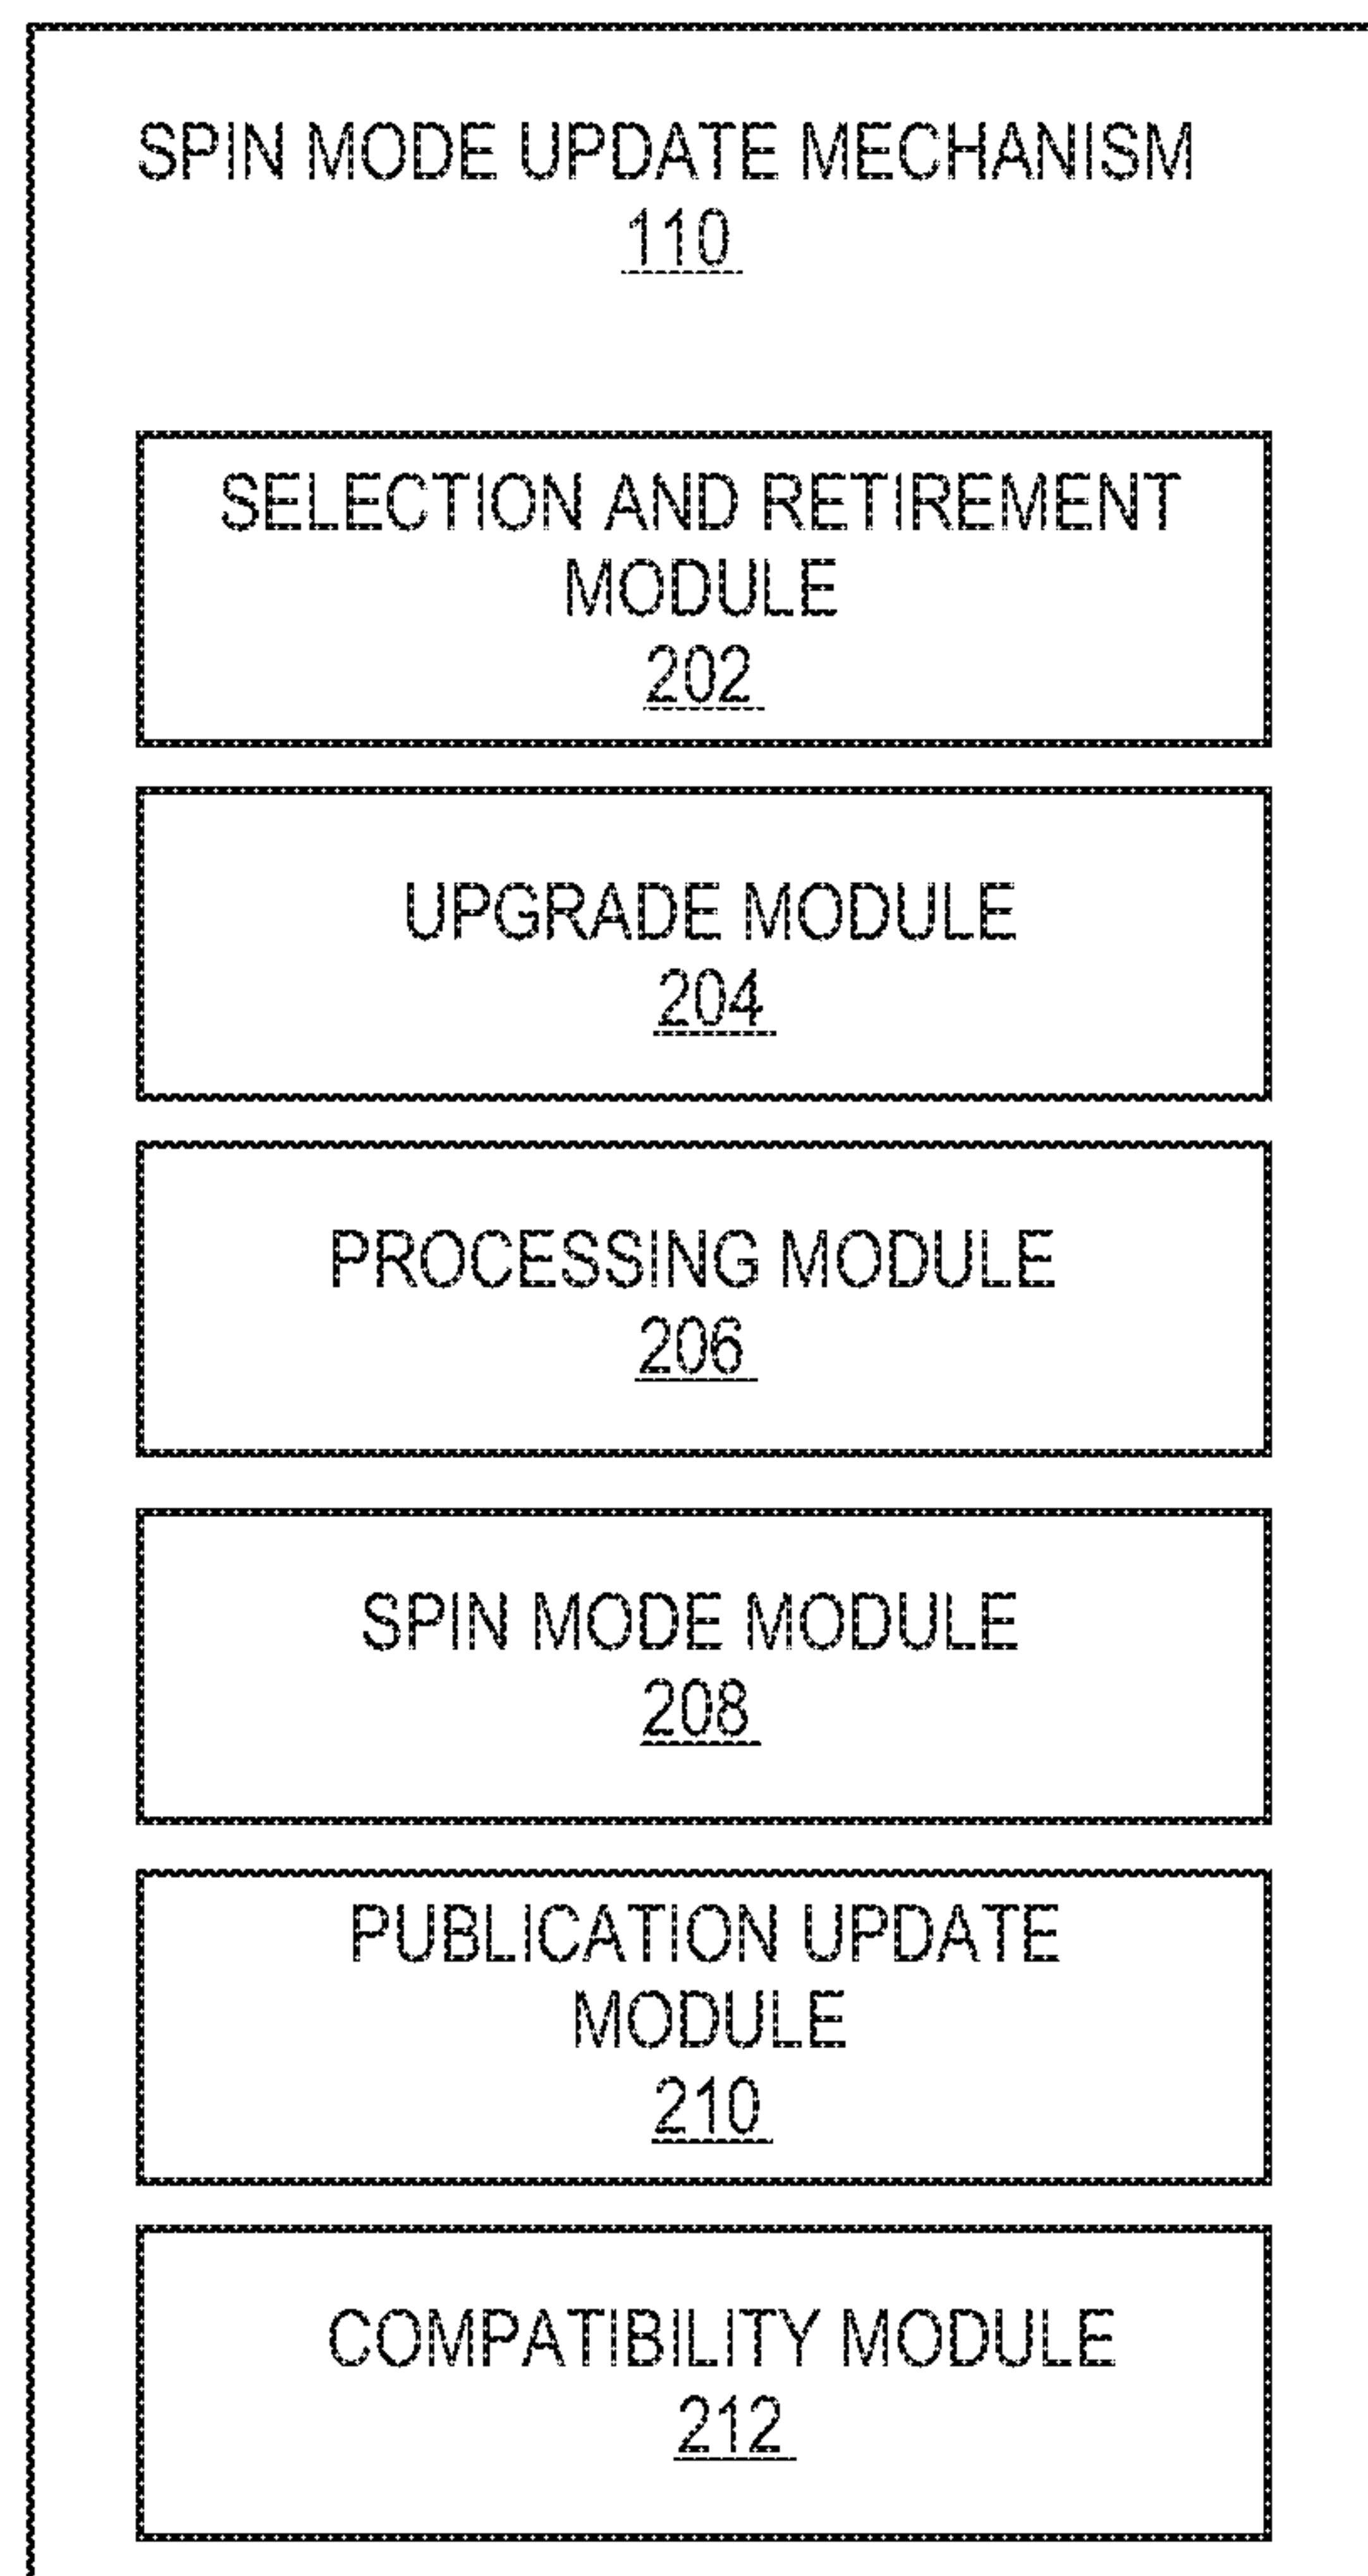 SPIN MODE UPDATE MECHANISM
110
SELECTION AND RETIREMENT
MODULE
202
UPGRADE MODULE
204
PROCESSING MODULE
206
SPIN MODE MODULE
208
PUBLICATION UPDATE
MODULE
210
COMPATIBILITY MODULE
212